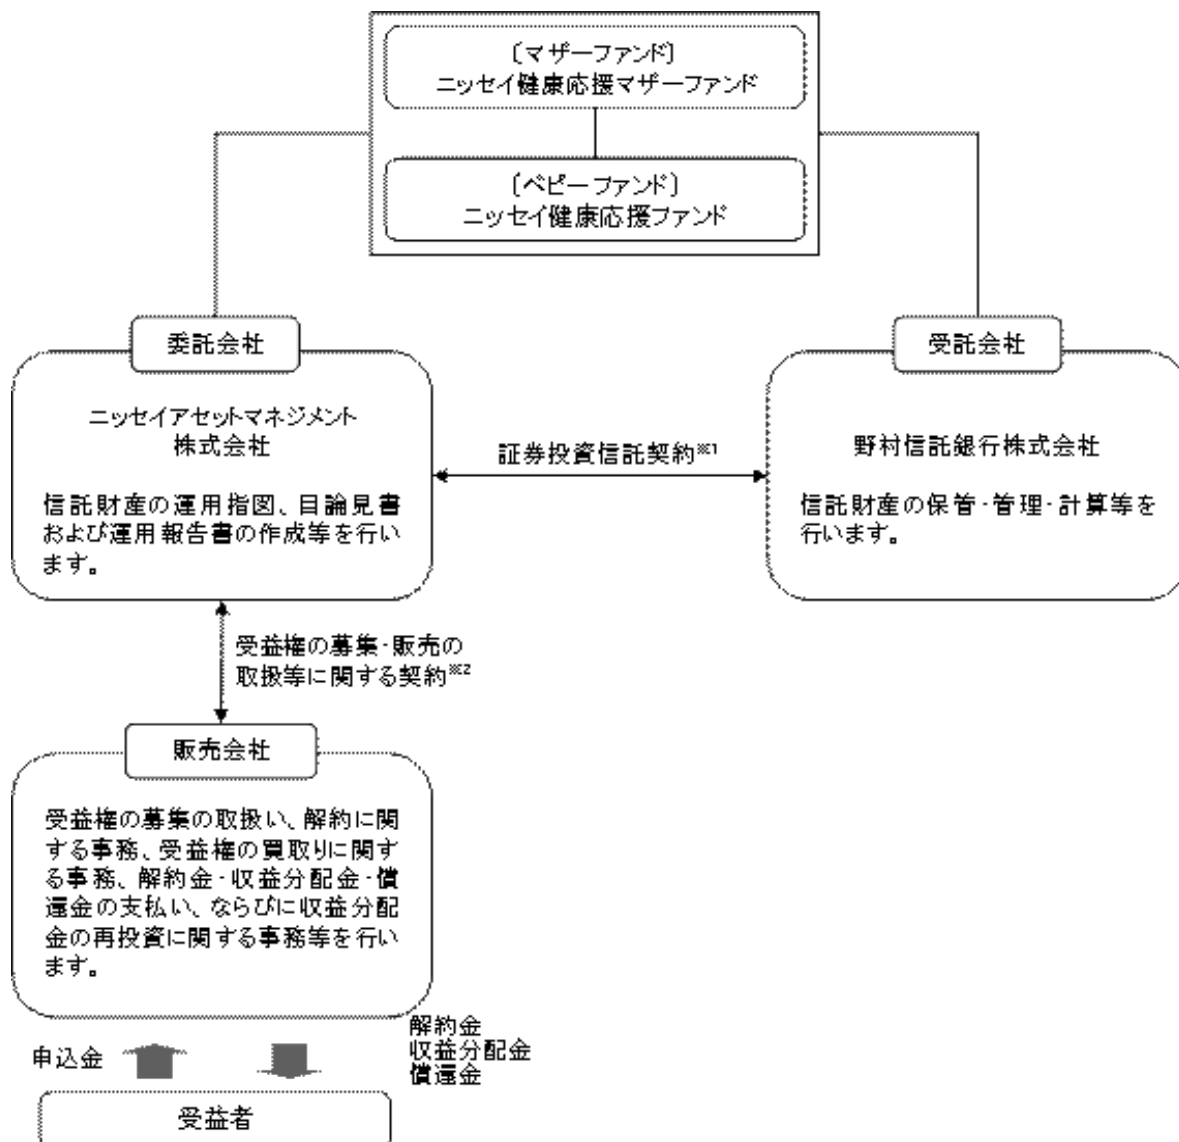 〔マザーファンド〕
ニッセイ健康応援マザーファンド
〔ベビーファンド〕
ニッセイ健康応援ファンド
委託会社
受託会社
ニッセイアセットマネジメント
株式会社
信託財産の運用指図、目論見書
および運用報告書の作成等を行い
ます。
証券投資信託契約※1
野村信託銀行株式会社
信託財産の保管・管理・計算等を
行います。
受益権の募集・販売の
取扱等に関する契約※2
販売会社
受益権の募集の取扱い、解約に関
する事務、受益権の買取りに関す
る事務、解約金・収益分配金・償
還金の支払い、ならびに収益分配
金の再投資に関する事務等を行い
ます。
申込金
解約金
収益分配金
償還金
受益者